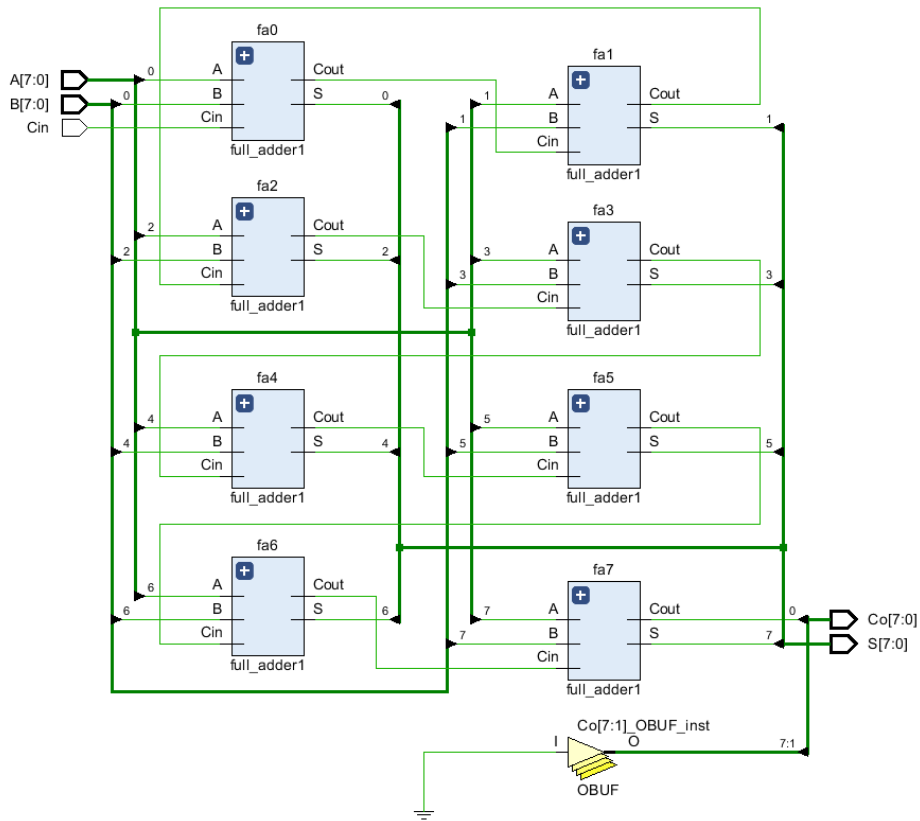 fa0
A[7:0]
0
A
Cout
B[7:0]
0
B
S
0
Cin
Cin
full_adder1
fa1
1
A
Cout
1
B
S
1
Cin
full_adder1
fa2
2
A
Cout
2
B
S
2
Cin
full_adder1
fa3
3
A
Cout
3
B
S
3
Cin
full_adder1
fa4
4
A
Cout
4
B
S
4
Cin
full_adder1
fa5
5
A
Cout
5
B
S
5
Cin
full_adder1
fa6
6
A
Cout
6
B
S
6
Cin
full_adder1
fa7
7
A
Cout
0
Co[7:0]
7
B
S
7
S[7:0]
Cin
full_adder1
Co[7:1]_OBUF_inst
I
O
7:1
OBUF